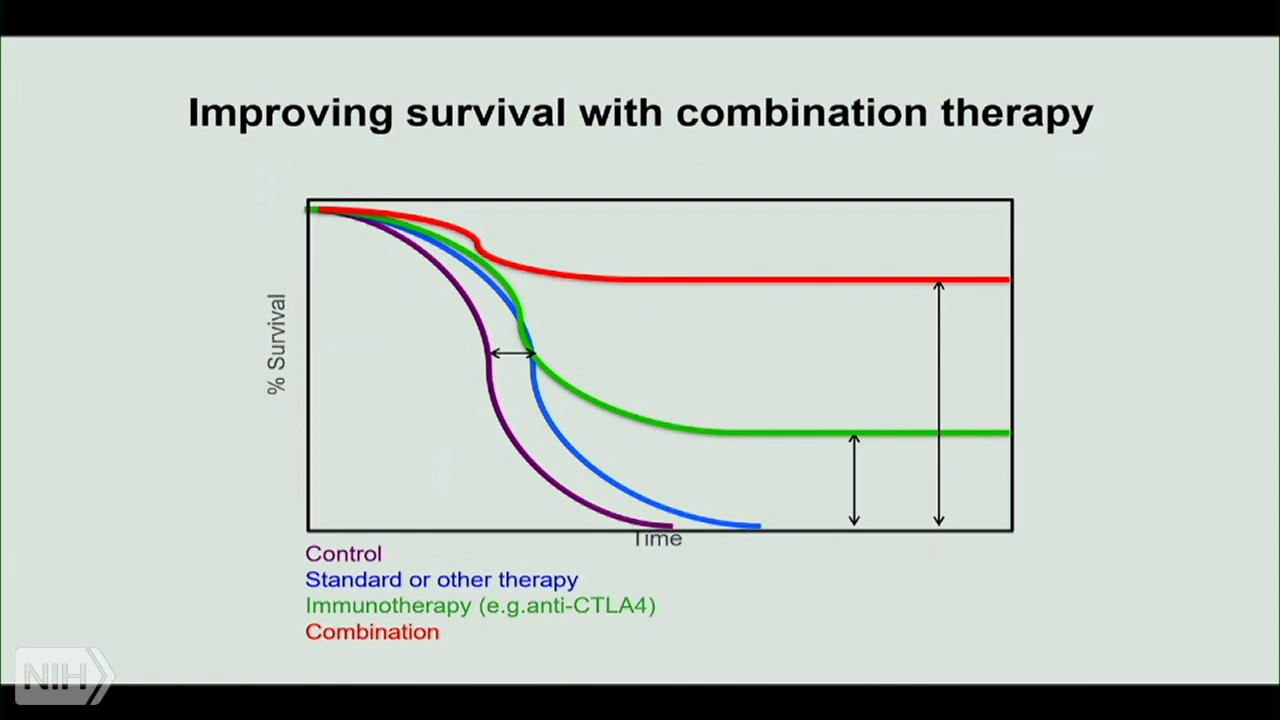 Improving survival with combination therapy
% Survival
Time
Control
Standard or other therapy
Immunotherapy (e.g.anti-CTLA4)
Combination
NIH